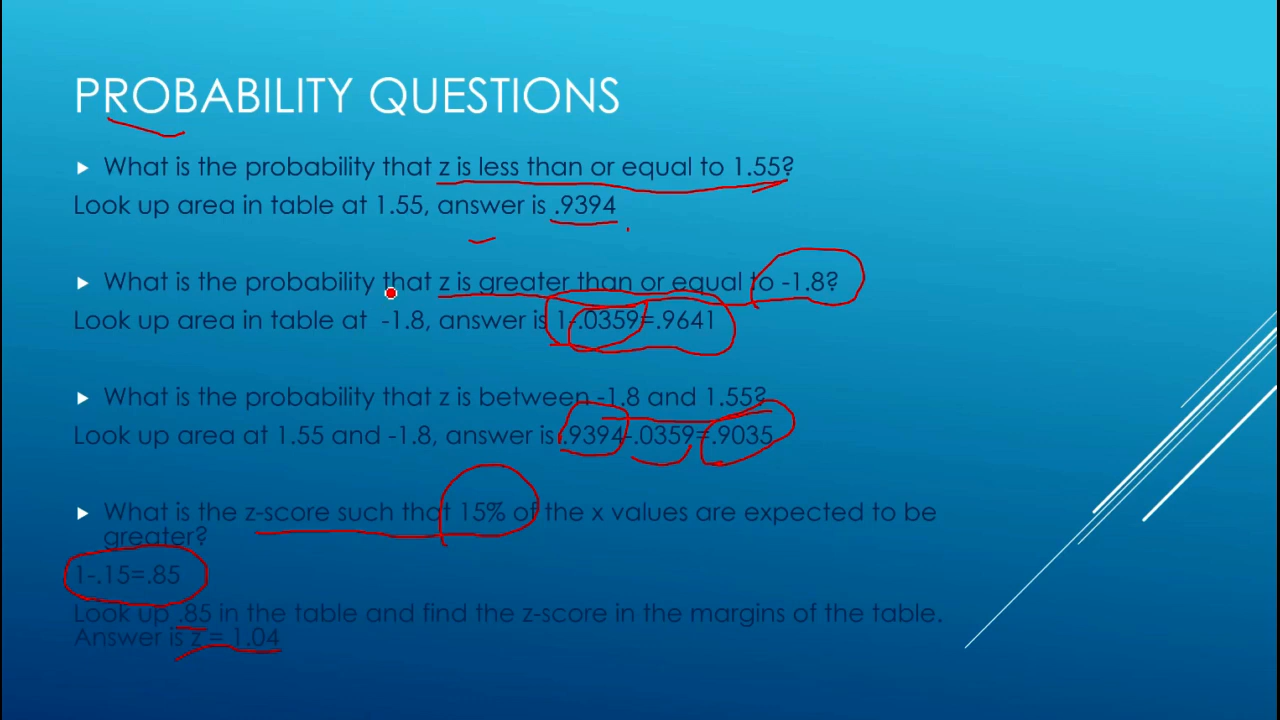 PROBABILITY QUESTIONS
What is the probability that z is less than or equal to 1.55?
Look up area in table at 1.55, answer is .9394
What is the probability that z is greater than or equal to -1.8?
Look up area in table at -1.8, answer is 1-.0359=.9641
What is the probability that z is between -1.8 and 1.55?
Look up area at 1.55 and -1.8, answer is .9394-.0359=.9035
What is the z-score such that 15% of the x values are expected to be
greater?
1-.15=.85
Look up .85 in the table and find the z-score in the margins of the table.
Answer is z = 1.04